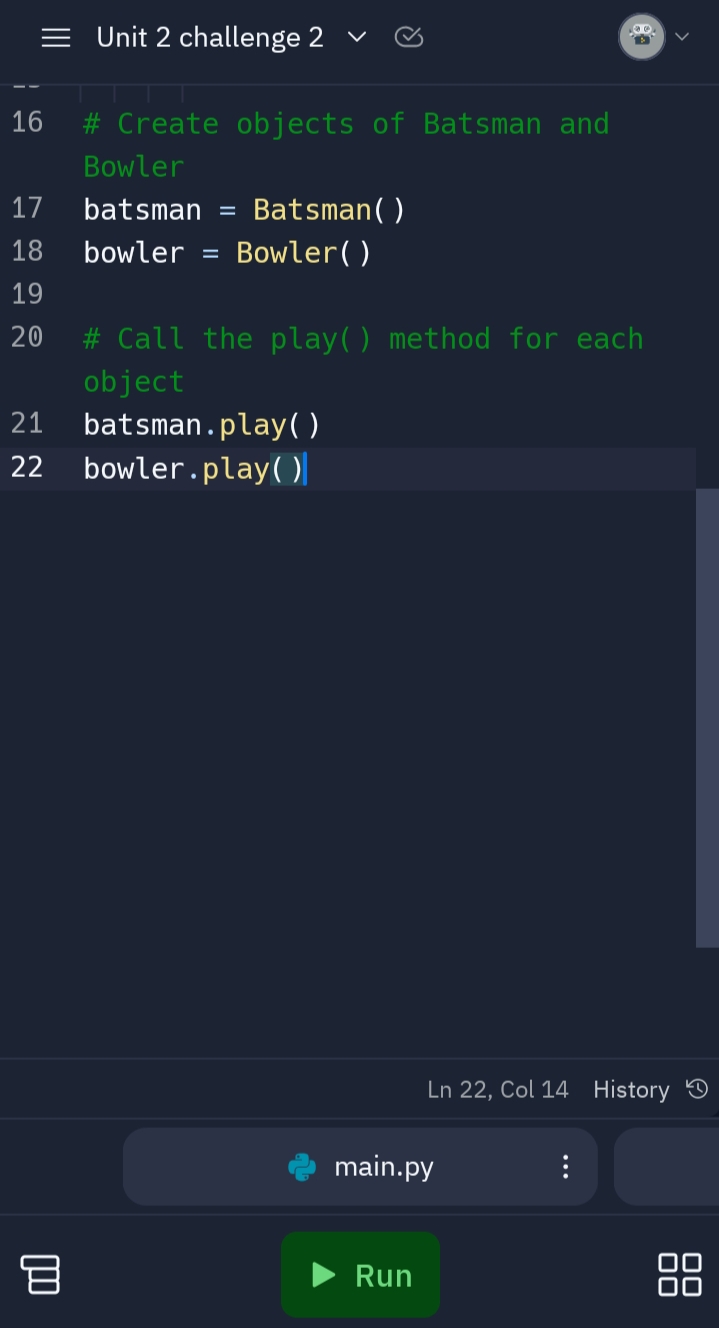 Unit 2 challenge 2
16 # Create objects of Batsman and
Bowler
17 batsman = Batsman()
18 bowler = Bowler()
19
20 # Call the play() method for each
object
21 batsman.play()
22 bowler.play()
Ln 22, Col 14 History
main.py
Run